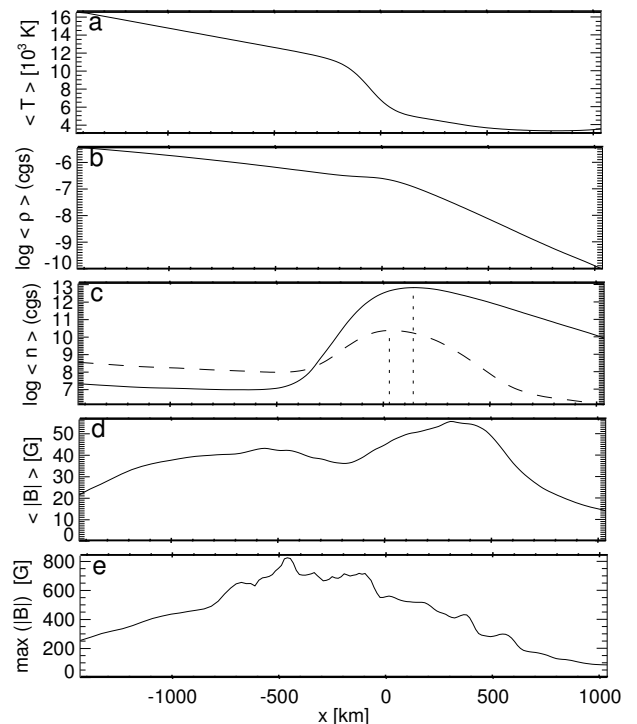 a
< T > [10³ K]
16
14
12
10
8
6
4
b
log < ρ > (cgs)
-6
-7
-8
-9
-10
c
log < n > (cgs)
13
12
11
10
9
8
7
d
< |B| > [G]
50
40
30
20
10
0
e
max (|B|) [G]
800
600
400
200
0
-1000 -500 0 500 1000
x [km]